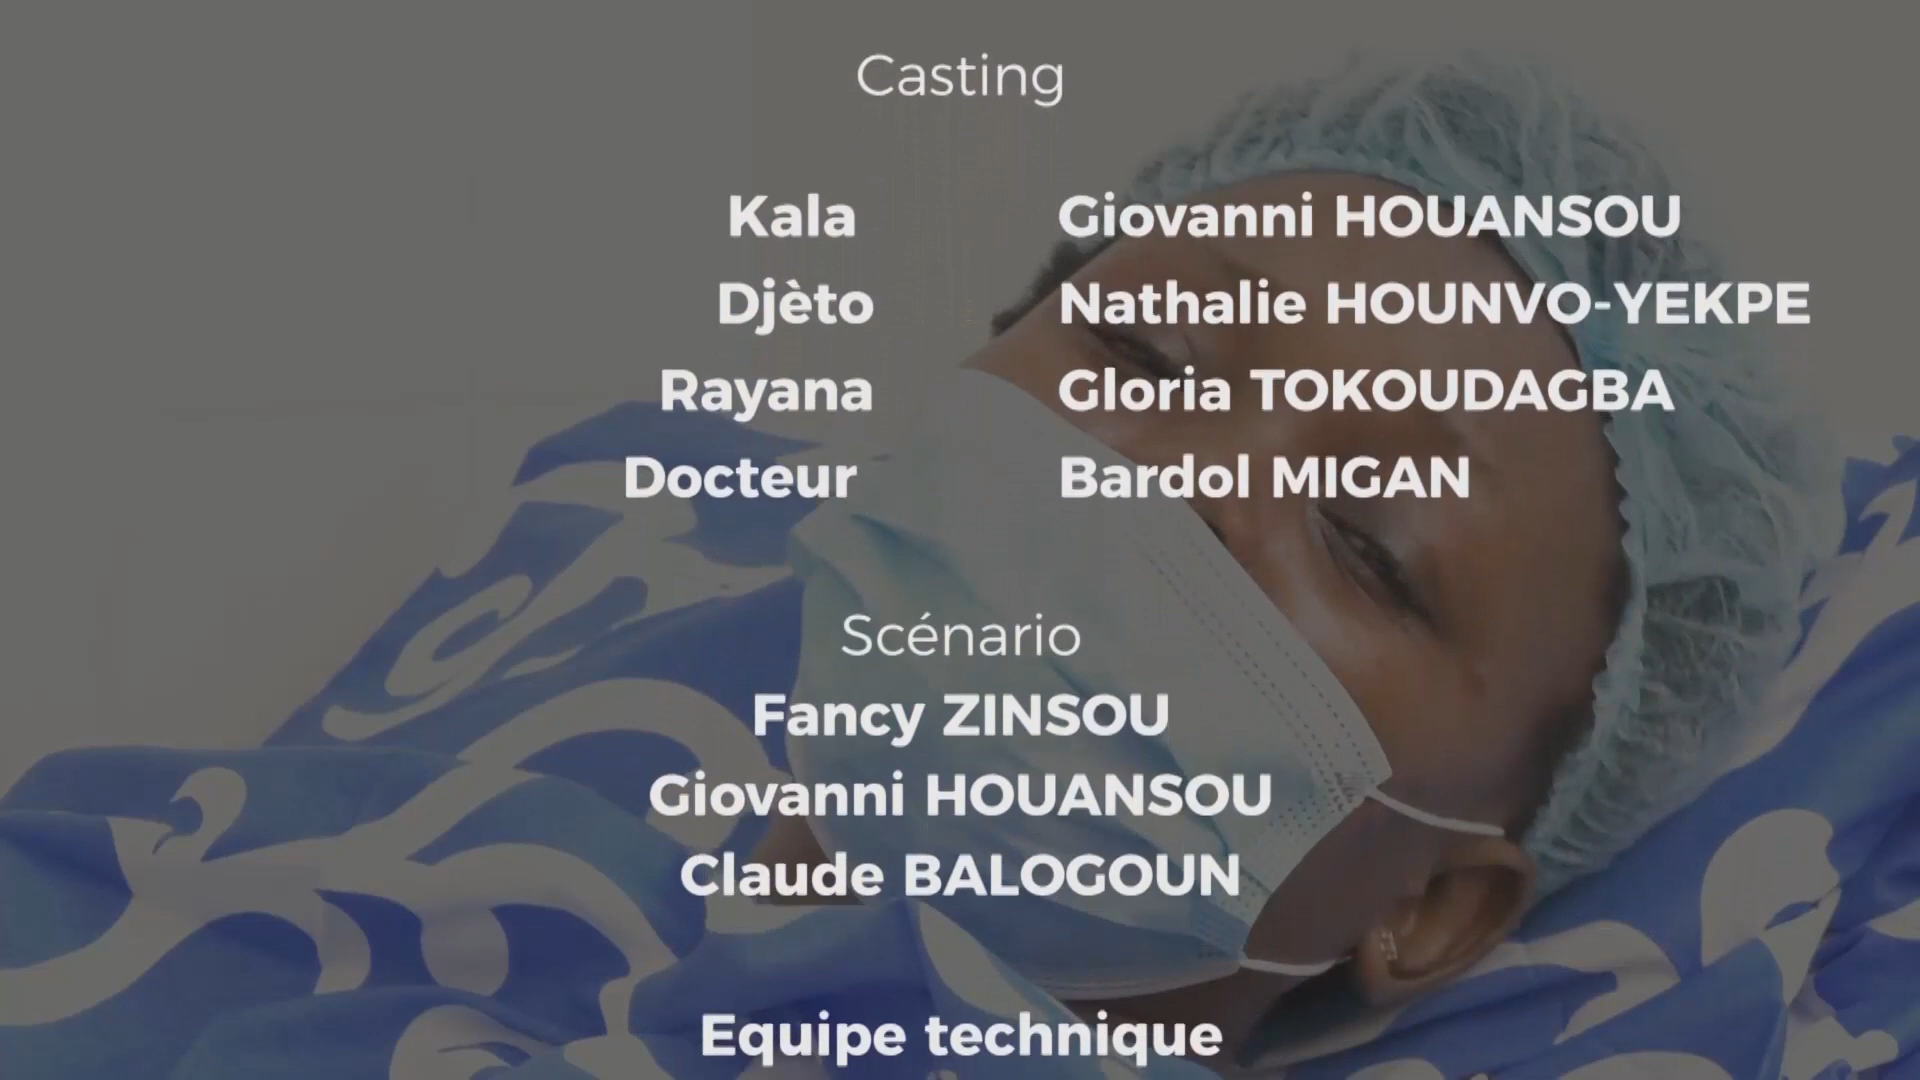 Casting
Kala Giovanni HOUANSOU
Djèto Nathalie HOUNVO-YEKPE
Rayana Gloria TOKOUDAGBA
Docteur Bardol MIGAN
Scénario
Fancy ZINSOU
Giovanni HOUANSOU
Claude BALOGOUN
Equipe technique